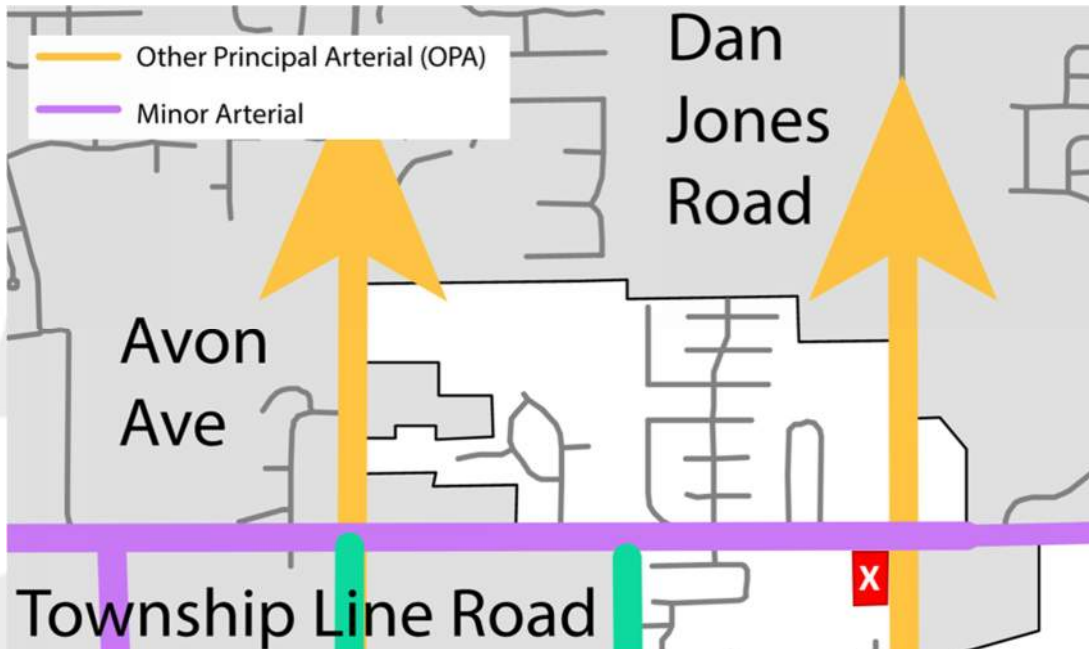 Dan
Jones
Road
Other Principal Arterial (OPA)
Minor Arterial
Avon
Ave
X
Township Line Road